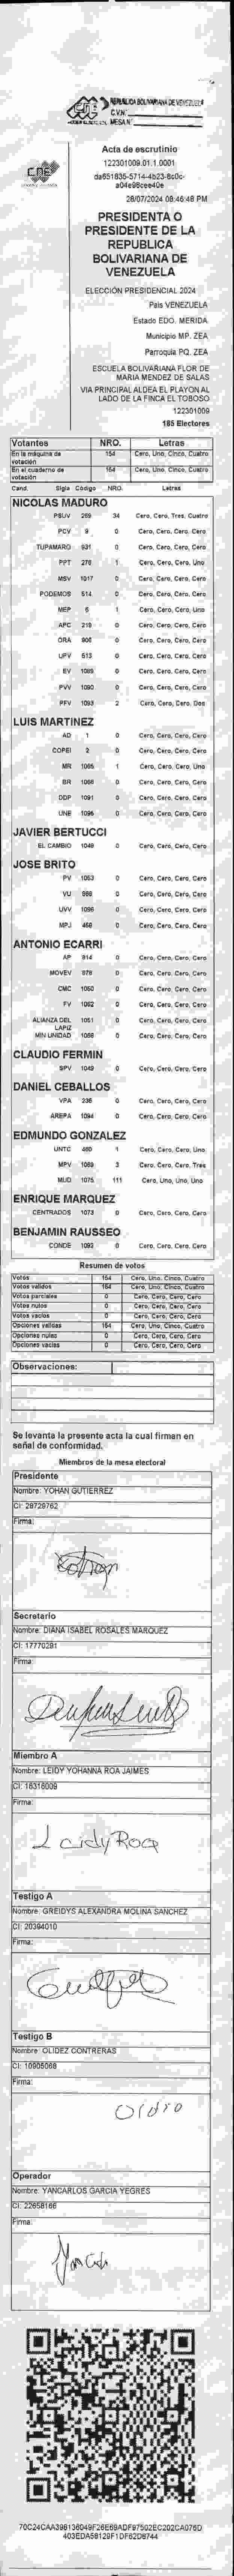 REPUBLICA BOLIVARIANA DE VENEZUELA
C.V.N°
MESA N°
CNE
Acta de escrutinio
122301009.01.1.0001
28/07/2024 08:46:48 PM
PRESIDENTA O
PRESIDENTE DE LA
REPUBLICA
BOLIVARIANA DE
VENEZUELA
ELECCIÓN PRESIDENCIAL 2024
Pais VENEZUELA
Estado EDO. MERIDA
Municipio MP. ZEA
Parroquia PQ. ZEA
ESCUELA BOLIVARIANA FLOR DE
MARIA MENDEZ DE SALAS
VIA PRINCIPAL ALDEA EL PLAYON AL
LADO DE LA FINCA EL TOBOSO
122301009
185 Electores
Votantes NRO. Letras
En la máquina de votación 154 Cero, Uno, Cinco, Cuatro
En el cuaderno de votación 154 Cero, Uno, Cinco, Cuatro
Cand. Sigla Código NRO. Letras
NICOLAS MADURO
PSUV 269 34 Cero, Cero, Tres, Cuatro
PCV 9 0 Cero, Cero, Cero, Cero
TUPAMARO 931 0 Cero, Cero, Cero, Cero
PPT 278 1 Cero, Cero, Cero, Uno
MSV 1017 0 Cero, Cero, Cero, Cero
PODEMOS 514 0 Cero, Cero, Cero, Cero
MEP 6 1 Cero, Cero, Cero, Uno
APC 219 0 Cero, Cero, Cero, Cero
ORA 906 0 Cero, Cero, Cero, Cero
UPV 613 0 Cero, Cero, Cero, Cero
EV 1089 0 Cero, Cero, Cero, Cero
PVV 1090 0 Cero, Cero, Cero, Cero
PFV 1093 2 Cero, Cero, Cero, Dos
LUIS MARTINEZ
AD 1 0 Cero, Cero, Cero, Cero
COPEI 2 0 Cero, Cero, Cero, Cero
MR 1065 1 Cero, Cero, Cero, Uno
BR 1068 0 Cero, Cero, Cero, Cero
DDP 1091 0 Cero, Cero, Cero, Cero
UNE 1096 0 Cero, Cero, Cero, Cero
JAVIER BERTUCCI
EL CAMBIO 1049 0 Cero, Cero, Cero, Cero
JOSE BRITO
PV 1053 0 Cero, Cero, Cero, Cero
VU 0 Cero, Cero, Cero, Cero
UVV 1098 0 Cero, Cero, Cero, Cero
MPJ 456 0 Cero, Cero, Cero, Cero
ANTONIO ECARRI
AP 814 0 Cero, Cero, Cero, Cero
MOVEV 978 0 Cero, Cero, Cero, Cero
CMC 1050 0 Cero, Cero, Cero, Cero
FV 1052 0 Cero, Cero, Cero, Cero
ALIANZA DEL LAPIZ 1051 0 Cero, Cero, Cero, Cero
MIN UNIDAD 1058 0 Cero, Cero, Cero, Cero
CLAUDIO FERMIN
SPV 1049 0 Cero, Cero, Cero, Cero
DANIEL CEBALLOS
VPA 236 0 Cero, Cero, Cero, Cero
AREPA 1094 0 Cero, Cero, Cero, Cero
EDMUNDO GONZALEZ
UNTC 480 1 Cero, Cero, Cero, Uno
MPV 1069 3 Cero, Cero, Cero, Tres
MUD 1075 111 Cero, Uno, Uno, Uno
ENRIQUE MARQUEZ
CENTRADOS 1073 0 Cero, Cero, Cero, Cero
BENJAMIN RAUSSEO
CONDE 1099 0 Cero, Cero, Cero, Cero
Resumen de votos
Votos 154 Cero, Uno, Cinco, Cuatro
Votos validos 154 Cero, Uno, Cinco, Cuatro
Votos parciales 0 Cero, Cero, Cero, Cero
Votos nulos 0 Cero, Cero, Cero, Cero
Votos vacios 0 Cero, Cero, Cero, Cero
Opciones validas 154 Cero, Uno, Cinco, Cuatro
Opciones nulas 0 Cero, Cero, Cero, Cero
Opciones vacias 0 Cero, Cero, Cero, Cero
Observaciones:
Se levanta la presente acta la cual firman en
señal de conformidad.
Miembros de la mesa electoral
Presidente
Nombre: YOHAN GUTIERREZ
CI: 28729762
Firma:
Secretario
Nombre: DIANA ISABEL ROSALES MARQUEZ
CI: 17770291
Firma:
Miembro A
Nombre: LEIDY YOHANNA ROA JAIMES
CI: 16316009
Firma:
Leidy Roa
Testigo A
Nombre: GREIDYS ALEXANDRA MOLINA SANCHEZ
CI: 20394010
Firma:
Testigo B
Nombre: OLIDEZ CONTRERAS
CI: 10905068
Firma:
Operador
Nombre: YANCARLOS GARCIA YEGRES
CI: 22658166
Firma:
70C24CAA398136049F26E69ADF97502EC202CA076D
403EDA58129F1DF62D8744